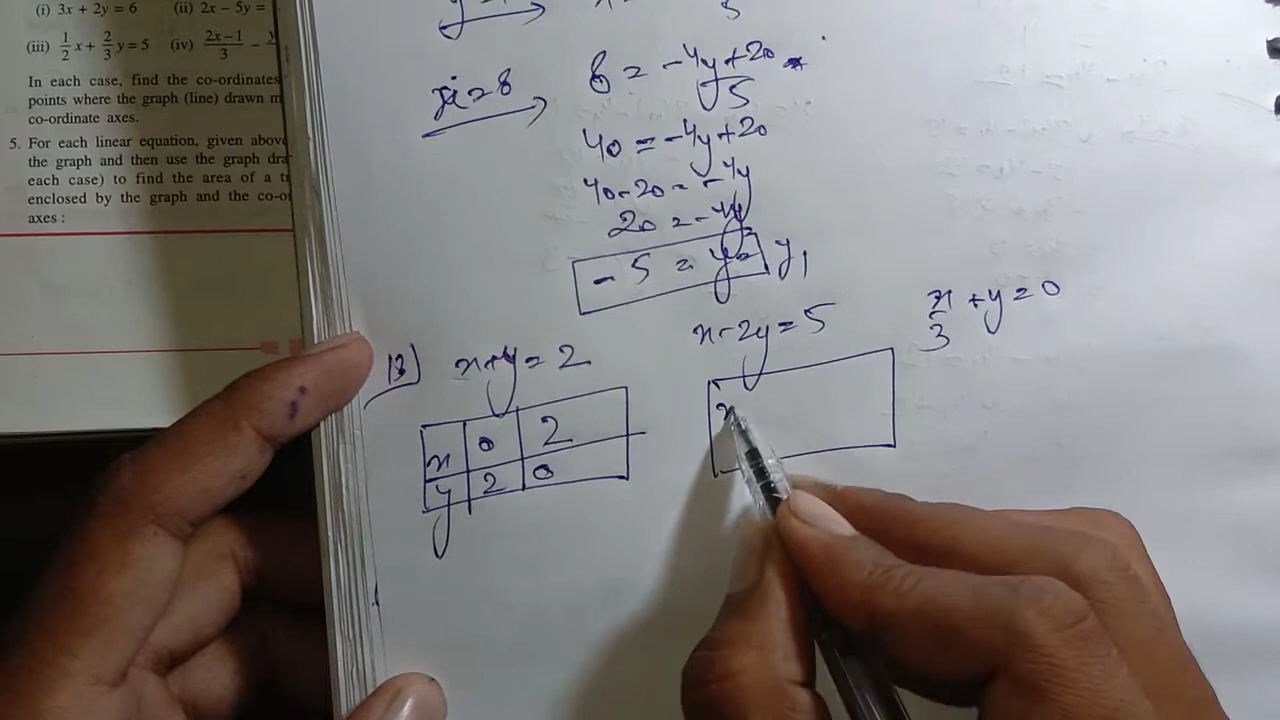 (i) 3x + 2y = 6 (ii) 2x – 5y =
(iii) 1/2 x + 2/3 y = 5 (iv) 2x–1/3 –
In each case, find the co-ordinates
points where the graph (line) drawn m
co-ordinate axes.
5. For each linear equation, given above
the graph and then use the graph dra
each case) to find the area of a t
enclosed by the graph and the co-o
axes :
x = 8
8 = -4y+20/5
40 = -4y+20
40-20 = -4y
20 = -4y
-5 = y
y1
13) x+y = 2
x 0 2
y 2 0
x-2y = 5
x
x/3 + y = 0